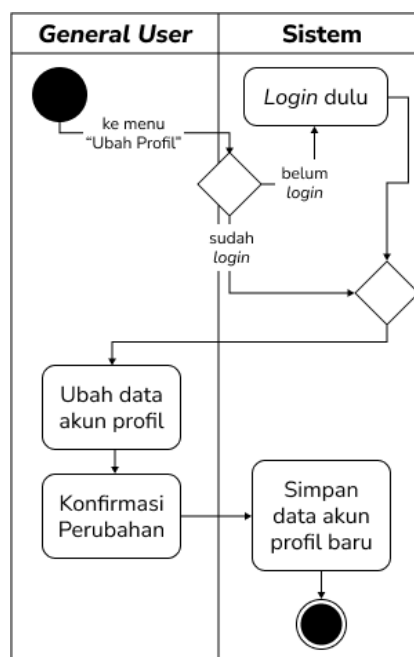 General User
Sistem
Login dulu
ke menu
“Ubah Profil”
belum
login
sudah
login
Ubah data
akun profil
Konfirmasi
Perubahan
Simpan
data akun
profil baru